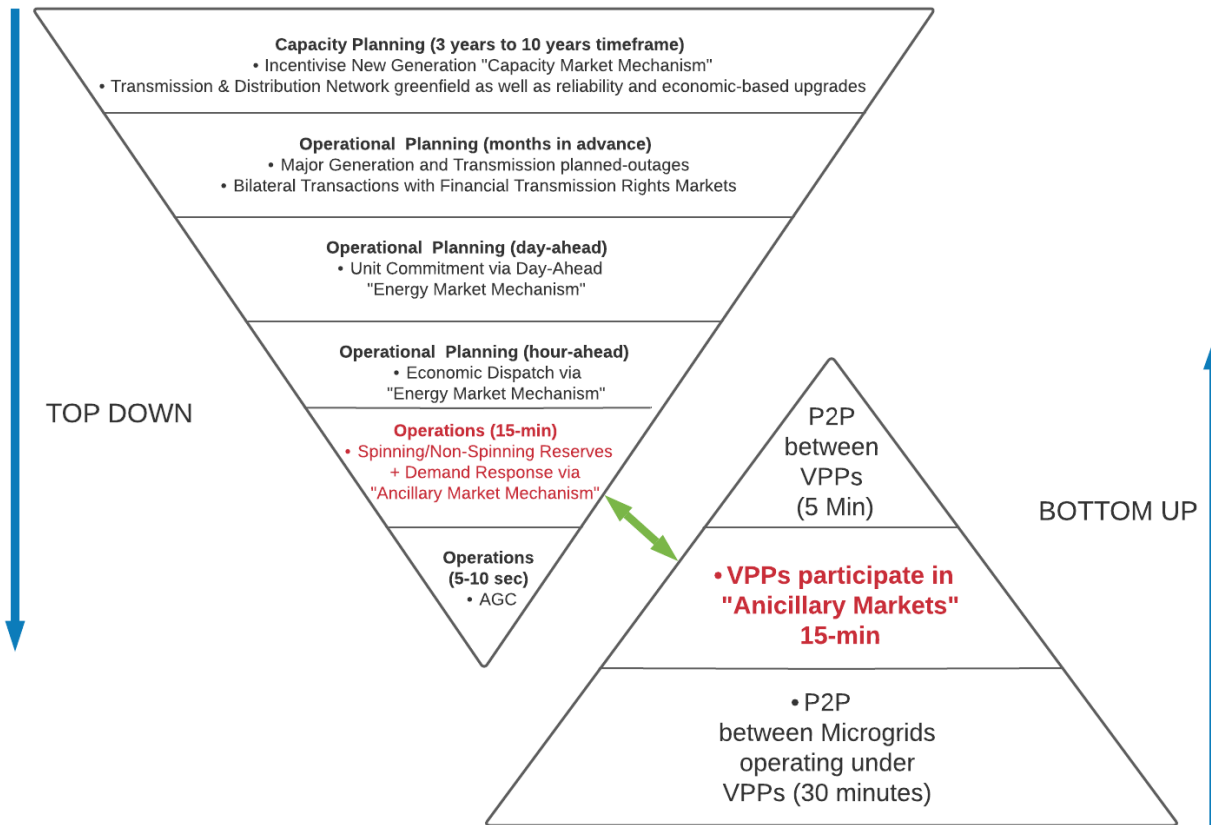 Capacity Planning (3 years to 10 years timeframe)
• Incentivise New Generation "Capacity Market Mechanism"
• Transmission & Distribution Network greenfield as well as reliability and economic-based upgrades
Operational Planning (months in advance)
• Major Generation and Transmission planned-outages
• Bilateral Transactions with Financial Transmission Rights Markets
Operational Planning (day-ahead)
• Unit Commitment via Day-Ahead
"Energy Market Mechanism"
Operational Planning (hour-ahead)
• Economic Dispatch via
"Energy Market Mechanism"
TOP DOWN
Operations (15-min)
• Spinning/Non-Spinning Reserves
+ Demand Response via
"Ancillary Market Mechanism"
Operations
(5-10 sec)
• AGC
P2P
between
VPPs
(5 Min)
BOTTOM UP
• VPPs participate in
"Anicillary Markets"
15-min
• P2P
between Microgrids
operating under
VPPs (30 minutes)